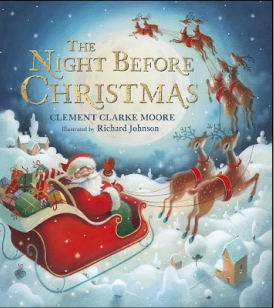 THE
NIGHT BEFORE
CHRISTMAS
CLEMENT CLARKE MOORE
illustrated by Richard Johnson